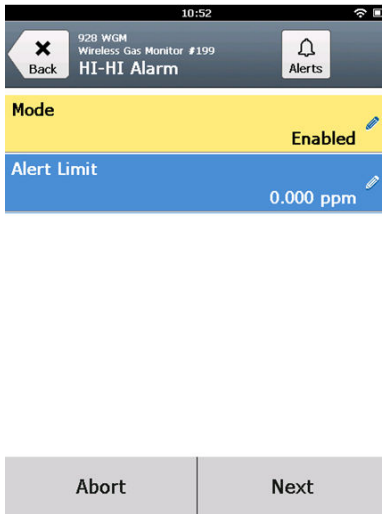 10:52
928 WGM
Wireless Gas Monitor #199
HI-HI Alarm
Back
Alerts
Mode
Enabled
Alert Limit
0.000 ppm
Abort
Next